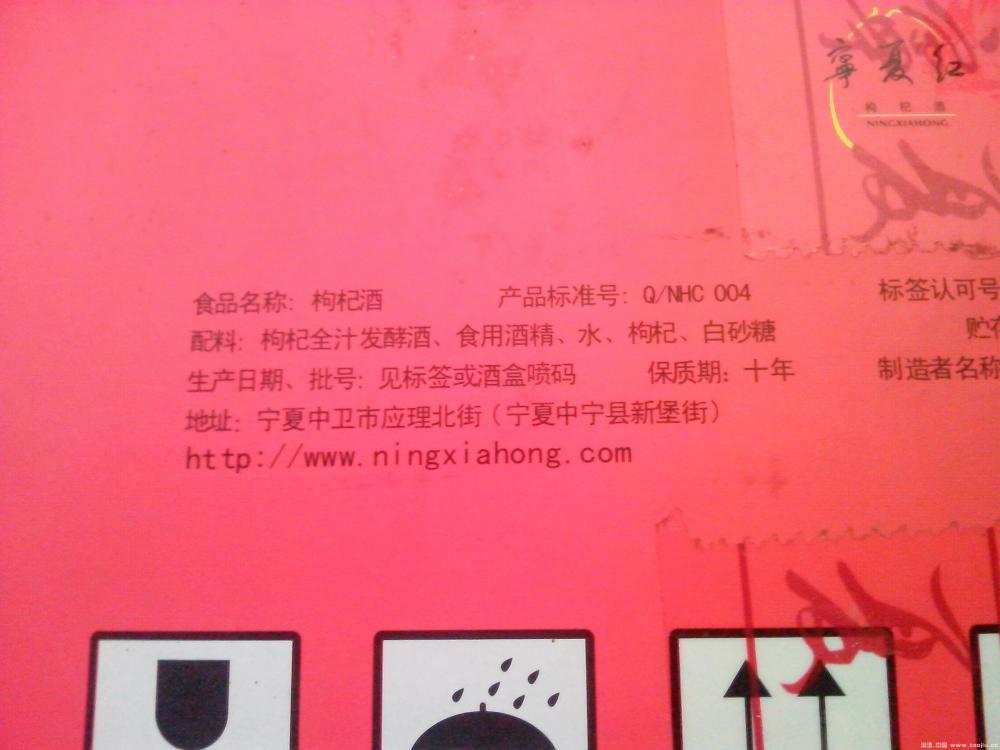 寧夏红
枸杞酒
NINGXIAHONG
食品名称：枸杞酒 产品标准号：Q/NHC 004 标签认可号
配料：枸杞全汁发酵酒、食用酒精、水、枸杞、白砂糖 贮存
生产日期、批号：见标签或酒盒喷码 保质期：十年 制造者名称
地址：宁夏中卫市应理北街（宁夏中宁县新堡街）
http://www.ningxiahong.com